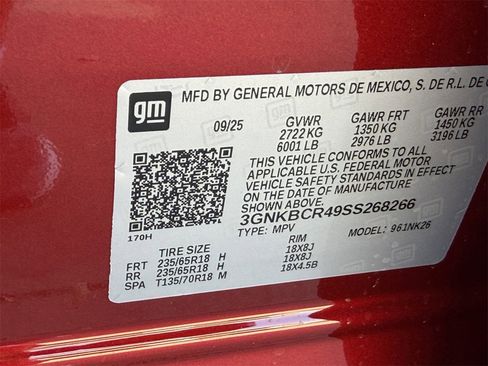 gm
MFD BY GENERAL MOTORS DE MEXICO, S. DE R.L. DE
09/25 GVWR GAWR FRT GAWR RR
2722 KG 1350 KG 1450 KG
6001 LB 2976 LB 3196 LB
THIS VEHICLE CONFORMS TO ALL
APPLICABLE U.S. FEDERAL MOTOR
VEHICLE SAFETY STANDARDS IN EFFECT
ON THE DATE OF MANUFACTURE
SHOWN ABOVE.
3GNKBCR49SS268266
TYPE: MPV MODEL: 961NK26
170H
TIRE SIZE RIM
FRT 235/65R18 H 18X8J
RR 235/65R18 H 18X8J
SPA T135/70R18 M 18X4.5B